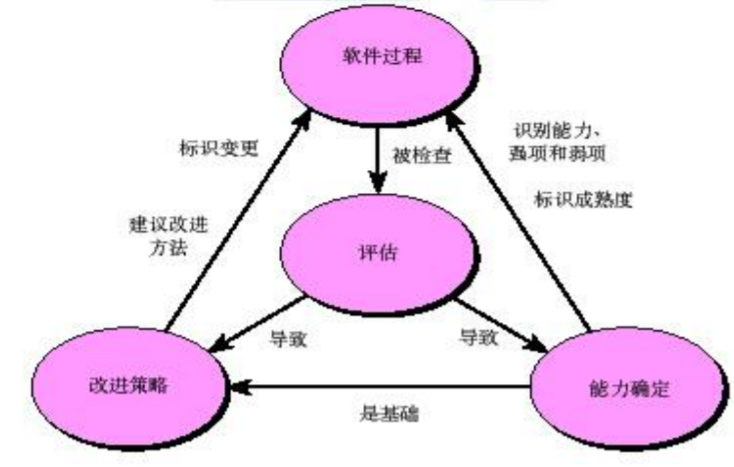 软件过程
标识变更
被检查
识别能力、
强项和弱项
标识成熟度
建议改进
方法
评估
导致
导致
改进策略
能力确定
是基础